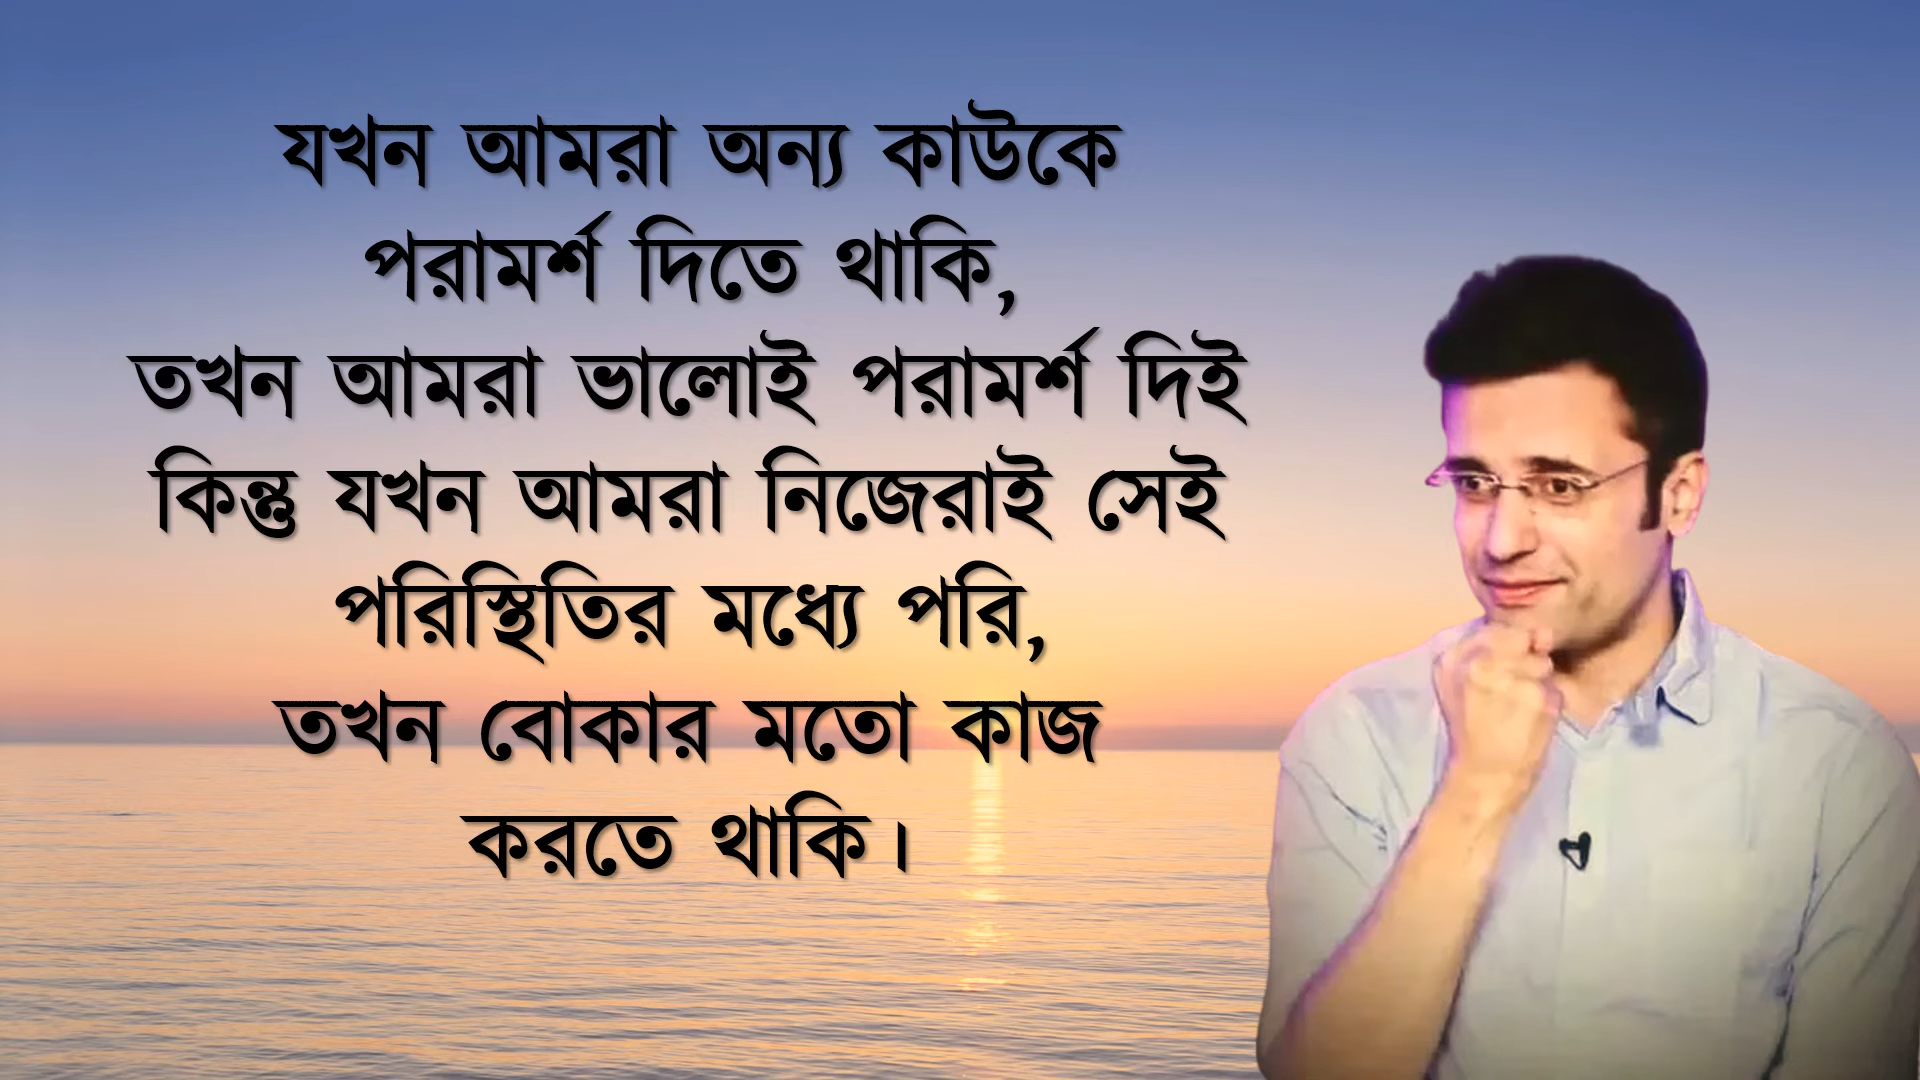 যখন আমরা অন্য কাউকে
পরামর্শ দিতে থাকি,
তখন আমরা ভালোই পরামর্শ দিই
কিন্তু যখন আমরা নিজেরাই সেই
পরিস্থিতির মধ্যে পরি,
তখন বোকার মতো কাজ
করতে থাকি।